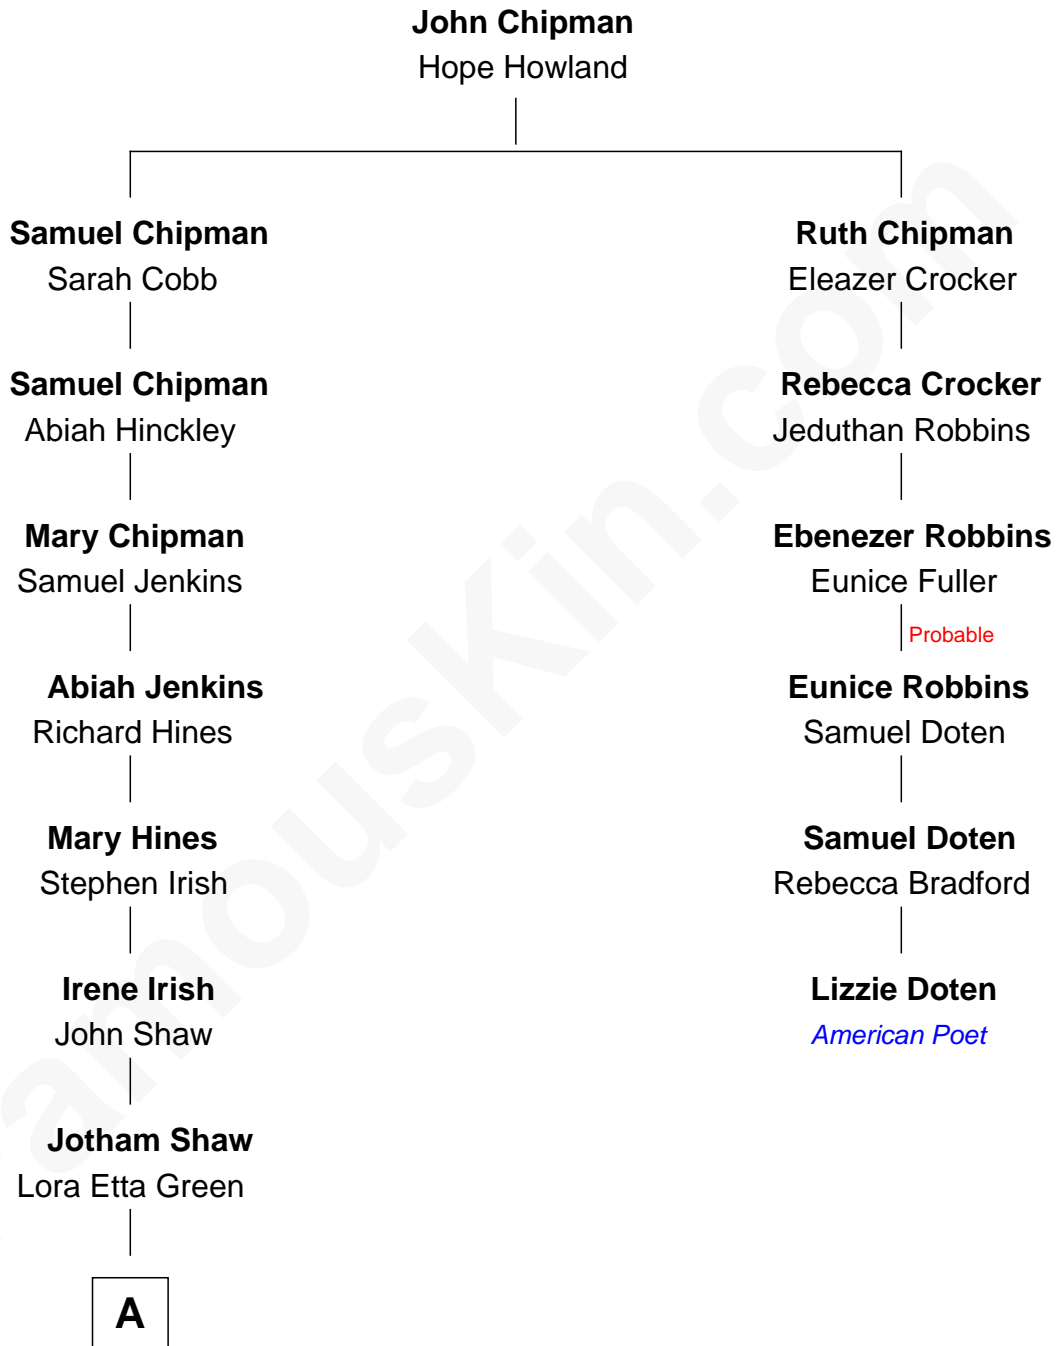 John Chipman
Hope Howland
Samuel Chipman
Sarah Cobb
Ruth Chipman
Eleazer Crocker
Samuel Chipman
Abiah Hinckley
Rebecca Crocker
Jeduthan Robbins
Mary Chipman
Samuel Jenkins
Ebenezer Robbins
Eunice Fuller
Probable
Abiah Jenkins
Richard Hines
Eunice Robbins
Samuel Doten
Mary Hines
Stephen Irish
Samuel Doten
Rebecca Bradford
Irene Irish
John Shaw
Lizzie Doten
American Poet
Jotham Shaw
Lora Etta Green
A
amouskin.com